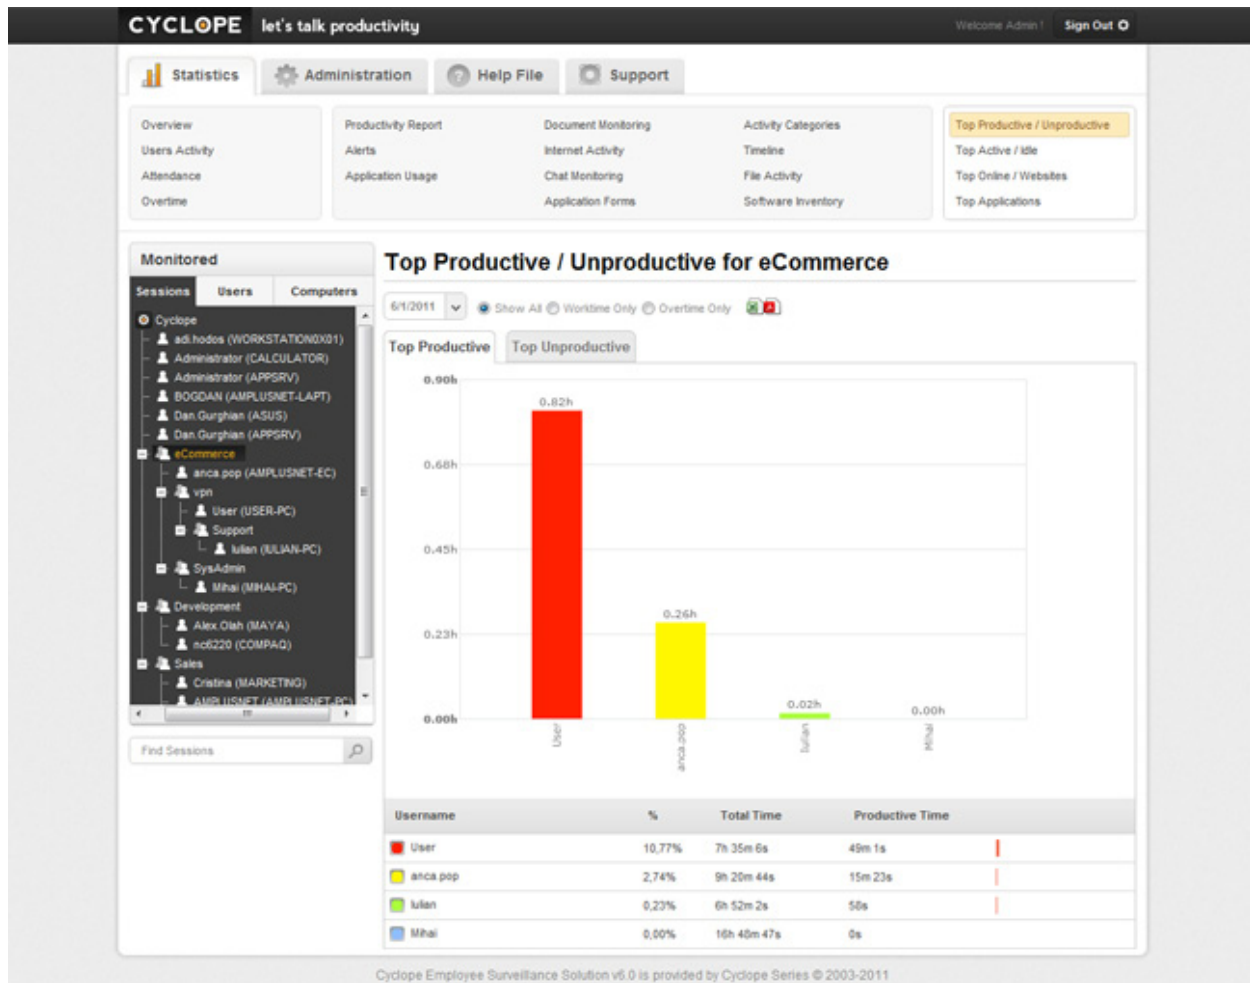 CYCLOPE let's talk productivity Welcome Admin ! Sign Out
Statistics Administration Help File Support
Overview Productivity Report Document Monitoring Activity Categories Top Productive / Unproductive
Users Activity Alerts Internet Activity Timeline Top Active / Idle
Attendance Application Usage Chat Monitoring File Activity Top Online / Websites
Overtime Application Forms Software Inventory Top Applications
Monitored
Sessions Users Computers
Cyclope
adi.hodos (WORKSTATION0X01)
Administrator (CALCULATOR)
Administrator (APPSRV)
BOGDAN (AMPLUSNET-LAPT)
Dan.Gurghian (ASUS)
Dan.Gurghian (APPSRV)
eCommerce
anca.pop (AMPLUSNET-EC)
vpn
User (USER-PC)
Support
Iulian (IULIAN-PC)
SysAdmin
Mihai (MIHAI-PC)
Development
Alex.Olah (MAYA)
nc6220 (COMPAQ)
Sales
Cristina (MARKETING)
AMPLUSNET (AMPLUSNET-PC)
Find Sessions
Top Productive / Unproductive for eCommerce
6/1/2011 Show All Worktime Only Overtime Only
Top Productive Top Unproductive
0.90h
0.82h
0.68h
0.45h
0.26h
0.23h
0.02h
0.00h
0.00h
User anca.pop Iulian Mihai
Username % Total Time Productive Time
User 10,77% 7h 35m 6s 49m 1s
anca.pop 2,74% 9h 20m 44s 15m 23s
Iulian 0,23% 6h 52m 2s 58s
Mihai 0,00% 16h 48m 47s 0s
Cyclope Employee Surveillance Solution v6.0 is provided by Cyclope Series © 2003-2011